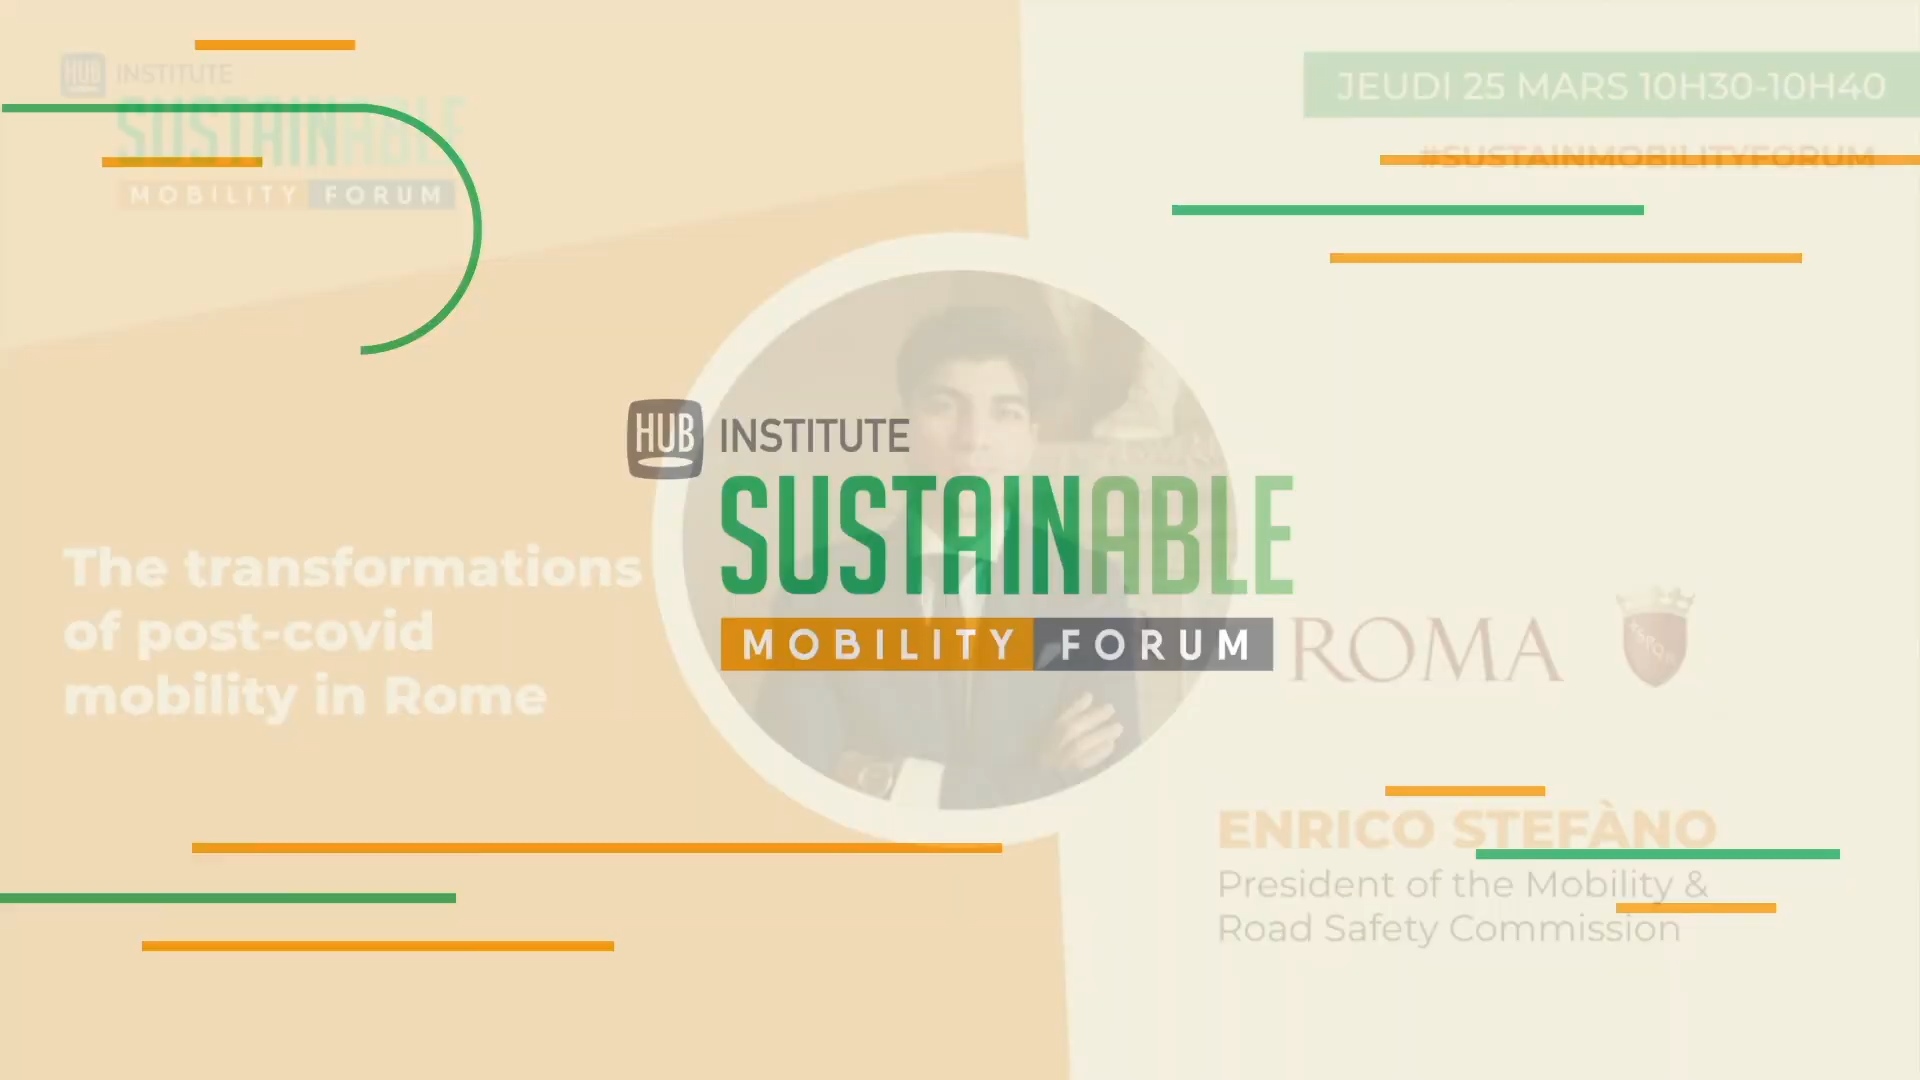 HUB INSTITUTE
SUSTAINABLE
MOBILITY FORUM
JEUDI 25 MARS 10H30-10H40
#SUSTAINMOBILITYFORUM
HUB INSTITUTE
SUSTAINABLE
MOBILITY FORUM
The transformations
of post-covid
mobility in Rome
ROMA
SPQR
ENRICO STEFÀNO
President of the Mobility &
Road Safety Commission